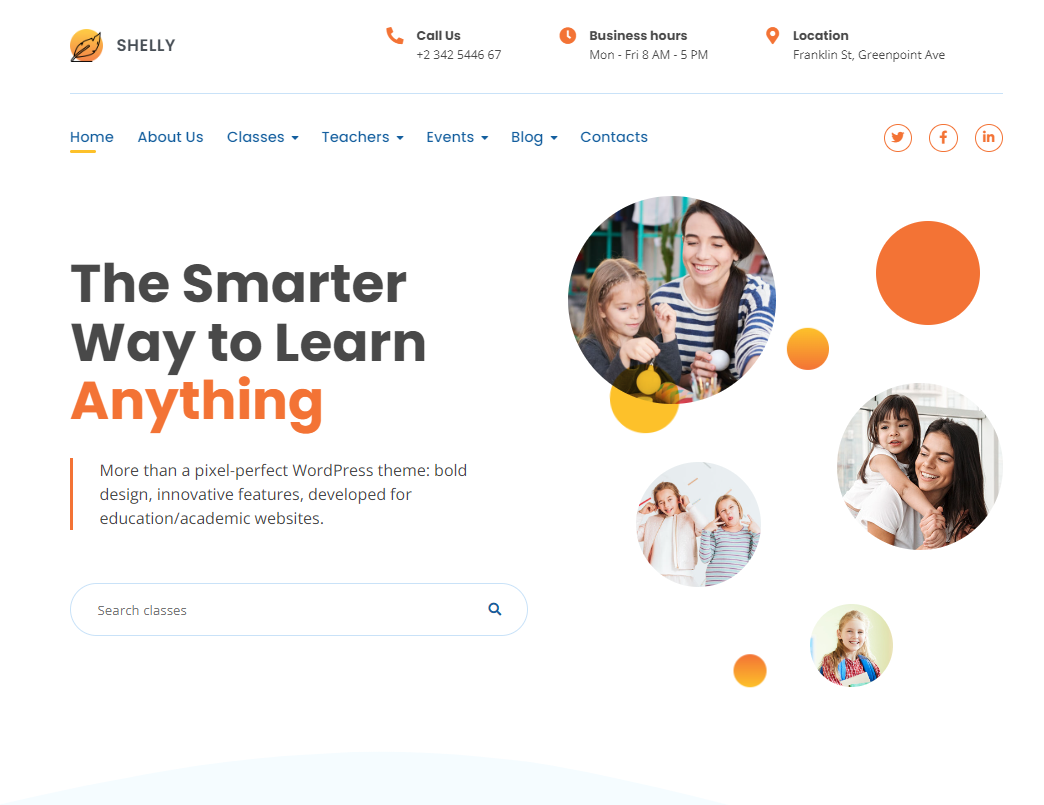 SHELLY
Call Us
+2 342 5446 67
Business hours
Mon - Fri 8 AM - 5 PM
Location
Franklin St, Greenpoint Ave
Home About Us Classes Teachers Events Blog Contacts
The Smarter
Way to Learn
Anything
More than a pixel-perfect WordPress theme: bold
design, innovative features, developed for
education/academic websites.
Search classes